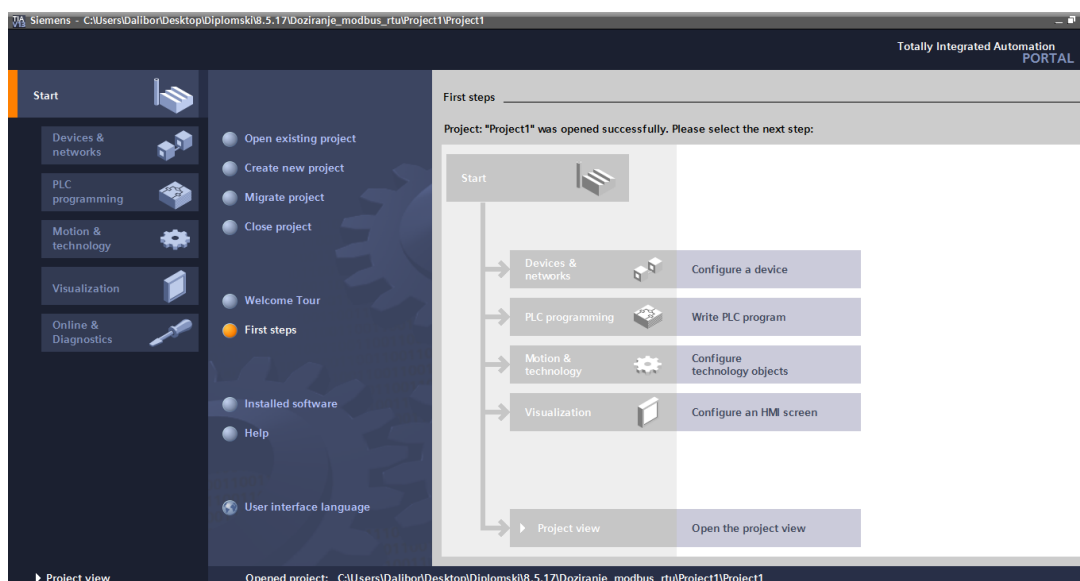 Siemens - C:\Users\Dalibor\Desktop\Diplomski\8.5.17\Doziranje_modbus_rtu\Project1\Project1
Totally Integrated Automation
PORTAL
Start
Devices &
networks
PLC
programming
Motion &
technology
Visualization
Online &
Diagnostics
Open existing project
Create new project
Migrate project
Close project
Welcome Tour
First steps
Installed software
Help
User interface language
First steps
Project: "Project1" was opened successfully. Please select the next step:
Start
Devices &
networks
Configure a device
PLC programming
Write PLC program
Motion &
technology
Configure
technology objects
Visualization
Configure an HMI screen
Project view
Open the project view
Project view
Opened project: C:\Users\Dalibor\Desktop\Diplomski\8.5.17\Doziranje_modbus_rtu\Project1\Project1